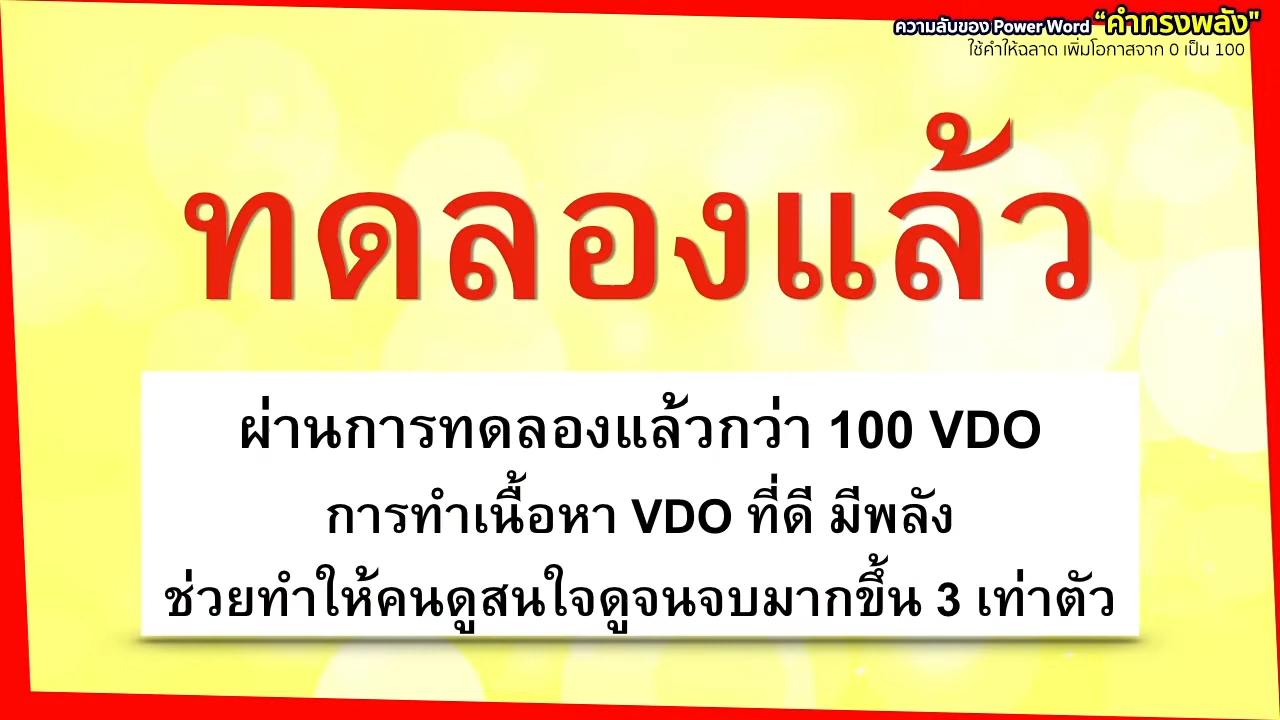 ความลับของ Power Word “คำทรงพลัง"
ใช้คำให้ฉลาด เพิ่มโอกาสจาก 0 เป็น 100
ทดลองแล้ว
ผ่านการทดลองแล้วกว่า 100 VDO
การทำเนื้อหา VDO ที่ดี มีพลัง
ช่วยทำให้คนดูสนใจดูจนจบมากขึ้น 3 เท่าตัว